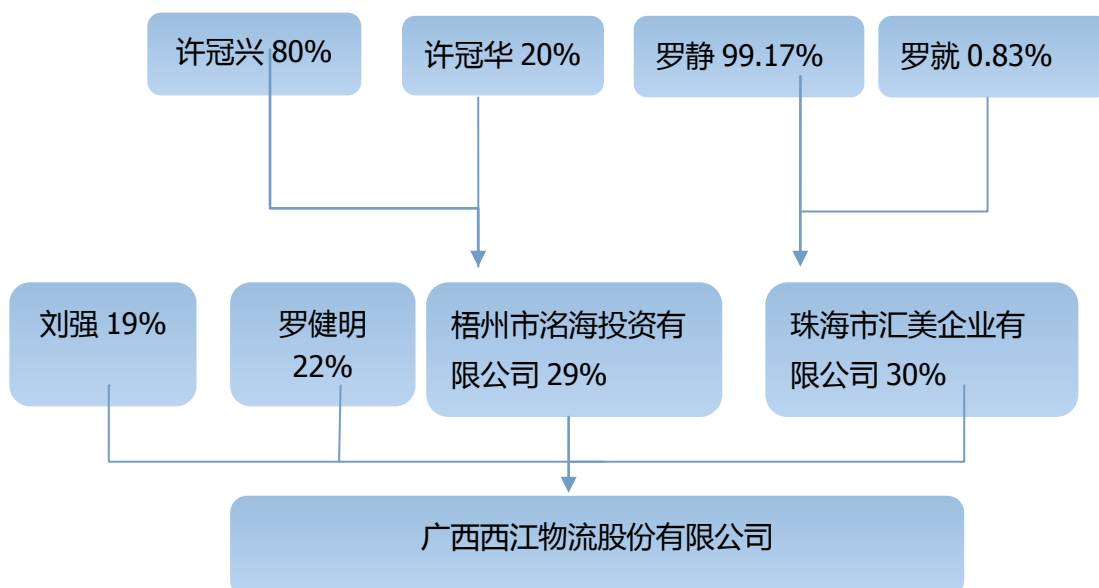 许冠兴 80%
许冠华 20%
罗静 99.17%
罗就 0.83%
刘强 19%
罗健明
22%
梧州市洺海投资有
限公司 29%
珠海市汇美企业有
限公司 30%
广西西江物流股份有限公司